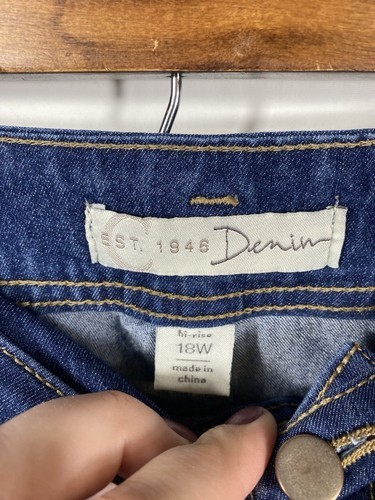 C
EST. 1946 Denim
hi-rise
18W
made in
china